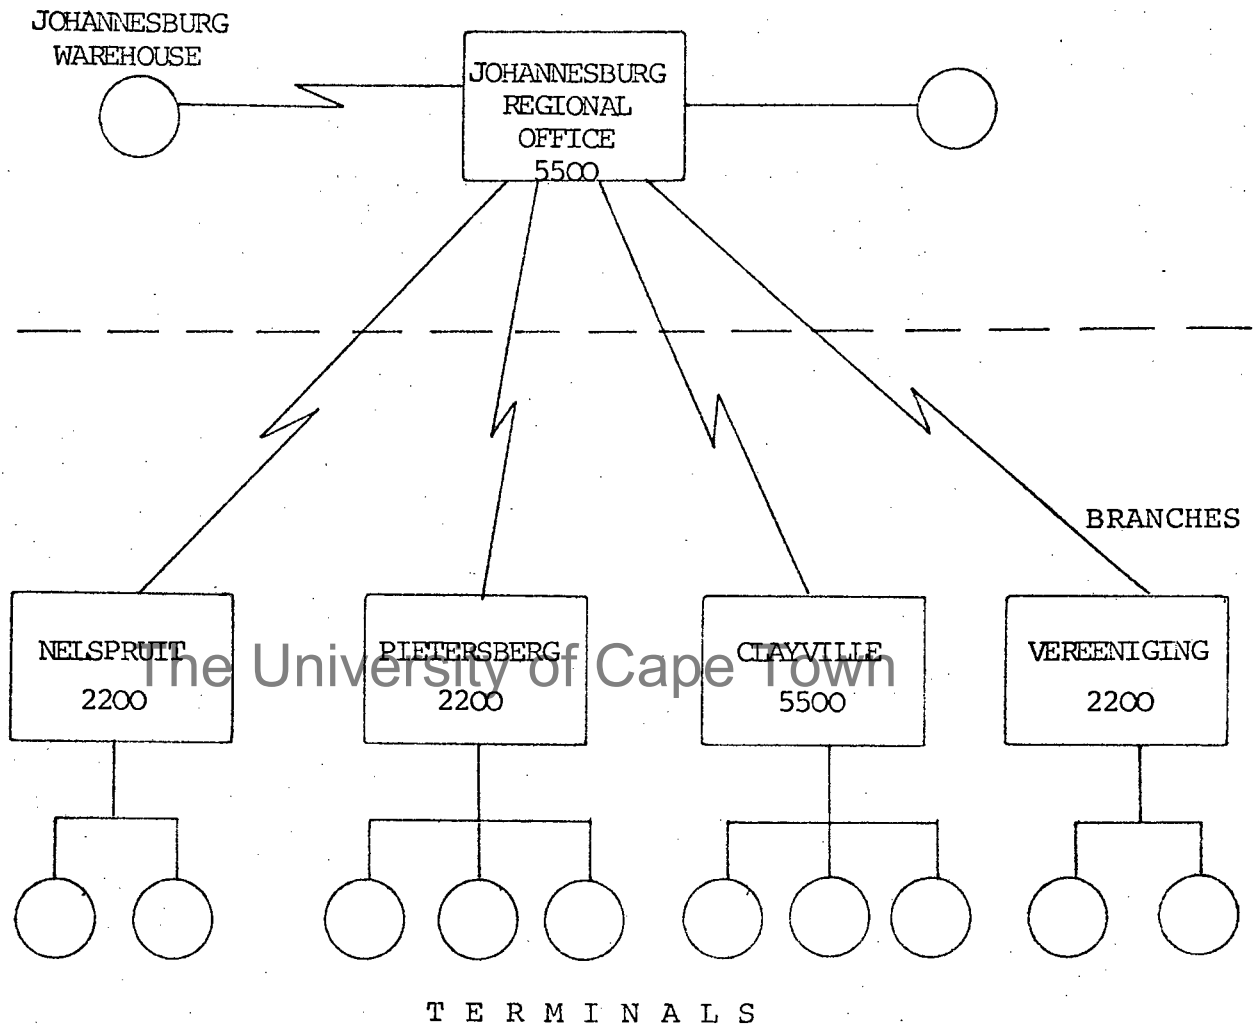 JOHANNESBURG
WAREHOUSE
JOHANNESBURG
REGIONAL
OFFICE
5500
BRANCHES
NELSPRUIT
2200
PIETERSBERG
2200
CLAYVILLE
5500
VEREENIGING
2200
The University of Cape Town
T E R M I N A L S